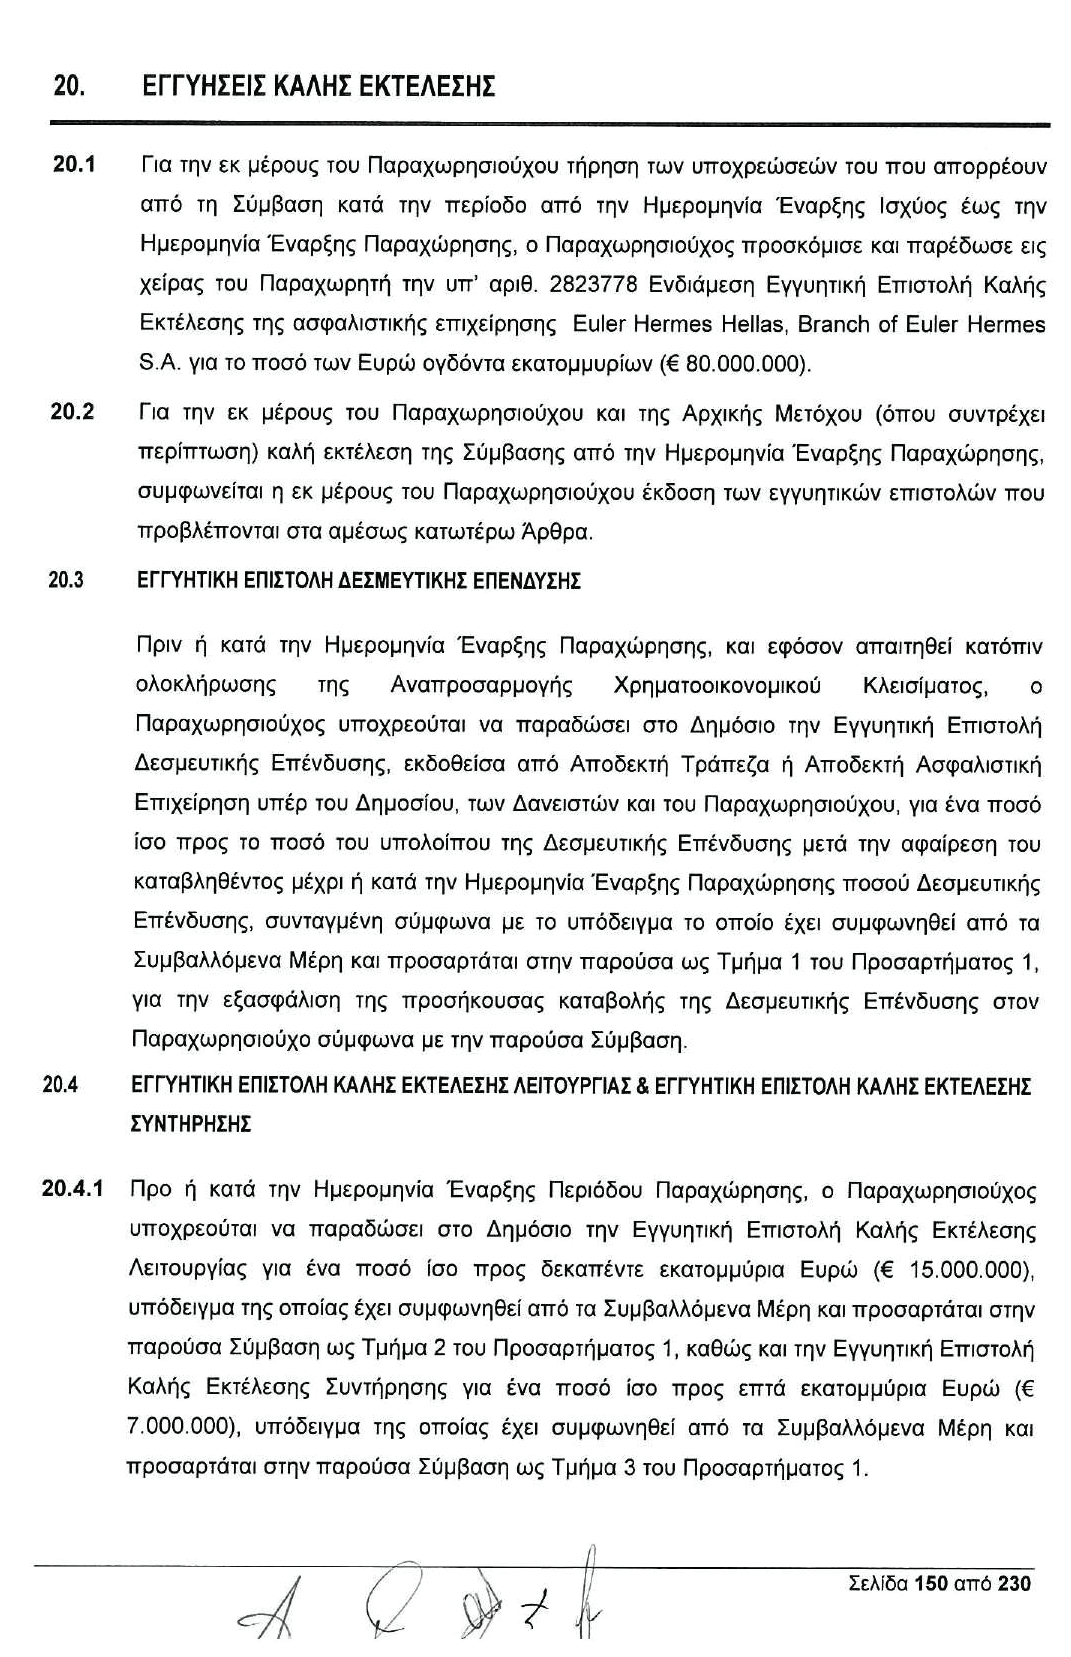 20. ΕΓΓΥΗΣΕΙΣ ΚΑΛΗΣ ΕΚΤΕΛΕΣΗΣ
20.1 Για την εκ μέρους του Παραχωρησιούχου τήρηση των υποχρεώσεών του που απορρέουν
από τη Σύμβαση κατά την περίοδο από την Ημερομηνία Έναρξης Ισχύος έως την
Ημερομηνία Έναρξης Παραχώρησης, ο Παραχωρησιούχος προσκόμισε και παρέδωσε εις
χείρας του Παραχωρητή την υπ’ αριθ. 2823778 Ενδιάμεση Εγγυητική Επιστολή Καλής
Εκτέλεσης της ασφαλιστικής επιχείρησης Euler Hermes Hellas, Branch of Euler Hermes
S.A. για το ποσό των Ευρώ ογδόντα εκατομμυρίων (€ 80.000.000).
20.2 Για την εκ μέρους του Παραχωρησιούχου και της Αρχικής Μετόχου (όπου συντρέχει
περίπτωση) καλή εκτέλεση της Σύμβασης από την Ημερομηνία Έναρξης Παραχώρησης,
συμφωνείται η εκ μέρους του Παραχωρησιούχου έκδοση των εγγυητικών επιστολών που
προβλέπονται στα αμέσως κατωτέρω Άρθρα.
20.3 ΕΓΓΥΗΤΙΚΗ ΕΠΙΣΤΟΛΗ ΔΕΣΜΕΥΤΙΚΗΣ ΕΠΕΝΔΥΣΗΣ
Πριν ή κατά την Ημερομηνία Έναρξης Παραχώρησης, και εφόσον απαιτηθεί κατόπιν
ολοκλήρωσης της Αναπροσαρμογής Χρηματοοικονομικού Κλεισίματος, ο
Παραχωρησιούχος υποχρεούται να παραδώσει στο Δημόσιο την Εγγυητική Επιστολή
Δεσμευτικής Επένδυσης, εκδοθείσα από Αποδεκτή Τράπεζα ή Αποδεκτή Ασφαλιστική
Επιχείρηση υπέρ του Δημοσίου, των Δανειστών και του Παραχωρησιούχου, για ένα ποσό
ίσο προς το ποσό του υπολοίπου της Δεσμευτικής Επένδυσης μετά την αφαίρεση του
καταβληθέντος μέχρι ή κατά την Ημερομηνία Έναρξης Παραχώρησης ποσού Δεσμευτικής
Επένδυσης, συνταγμένη σύμφωνα με το υπόδειγμα το οποίο έχει συμφωνηθεί από τα
Συμβαλλόμενα Μέρη και προσαρτάται στην παρούσα ως Τμήμα 1 του Προσαρτήματος 1,
για την εξασφάλιση της προσήκουσας καταβολής της Δεσμευτικής Επένδυσης στον
Παραχωρησιούχο σύμφωνα με την παρούσα Σύμβαση.
20.4 ΕΓΓΥΗΤΙΚΗ ΕΠΙΣΤΟΛΗ ΚΑΛΗΣ ΕΚΤΕΛΕΣΗΣ ΛΕΙΤΟΥΡΓΙΑΣ & ΕΓΓΥΗΤΙΚΗ ΕΠΙΣΤΟΛΗ ΚΑΛΗΣ ΕΚΤΕΛΕΣΗΣ
ΣΥΝΤΗΡΗΣΗΣ
20.4.1 Προ ή κατά την Ημερομηνία Έναρξης Περιόδου Παραχώρησης, ο Παραχωρησιούχος
υποχρεούται να παραδώσει στο Δημόσιο την Εγγυητική Επιστολή Καλής Εκτέλεσης
Λειτουργίας για ένα ποσό ίσο προς δεκαπέντε εκατομμύρια Ευρώ (€ 15.000.000),
υπόδειγμα της οποίας έχει συμφωνηθεί από τα Συμβαλλόμενα Μέρη και προσαρτάται στην
παρούσα Σύμβαση ως Τμήμα 2 του Προσαρτήματος 1, καθώς και την Εγγυητική Επιστολή
Καλής Εκτέλεσης Συντήρησης για ένα ποσό ίσο προς επτά εκατομμύρια Ευρώ (€
7.000.000), υπόδειγμα της οποίας έχει συμφωνηθεί από τα Συμβαλλόμενα Μέρη και
προσαρτάται στην παρούσα Σύμβαση ως Τμήμα 3 του Προσαρτήματος 1.
Σελίδα 150 από 230